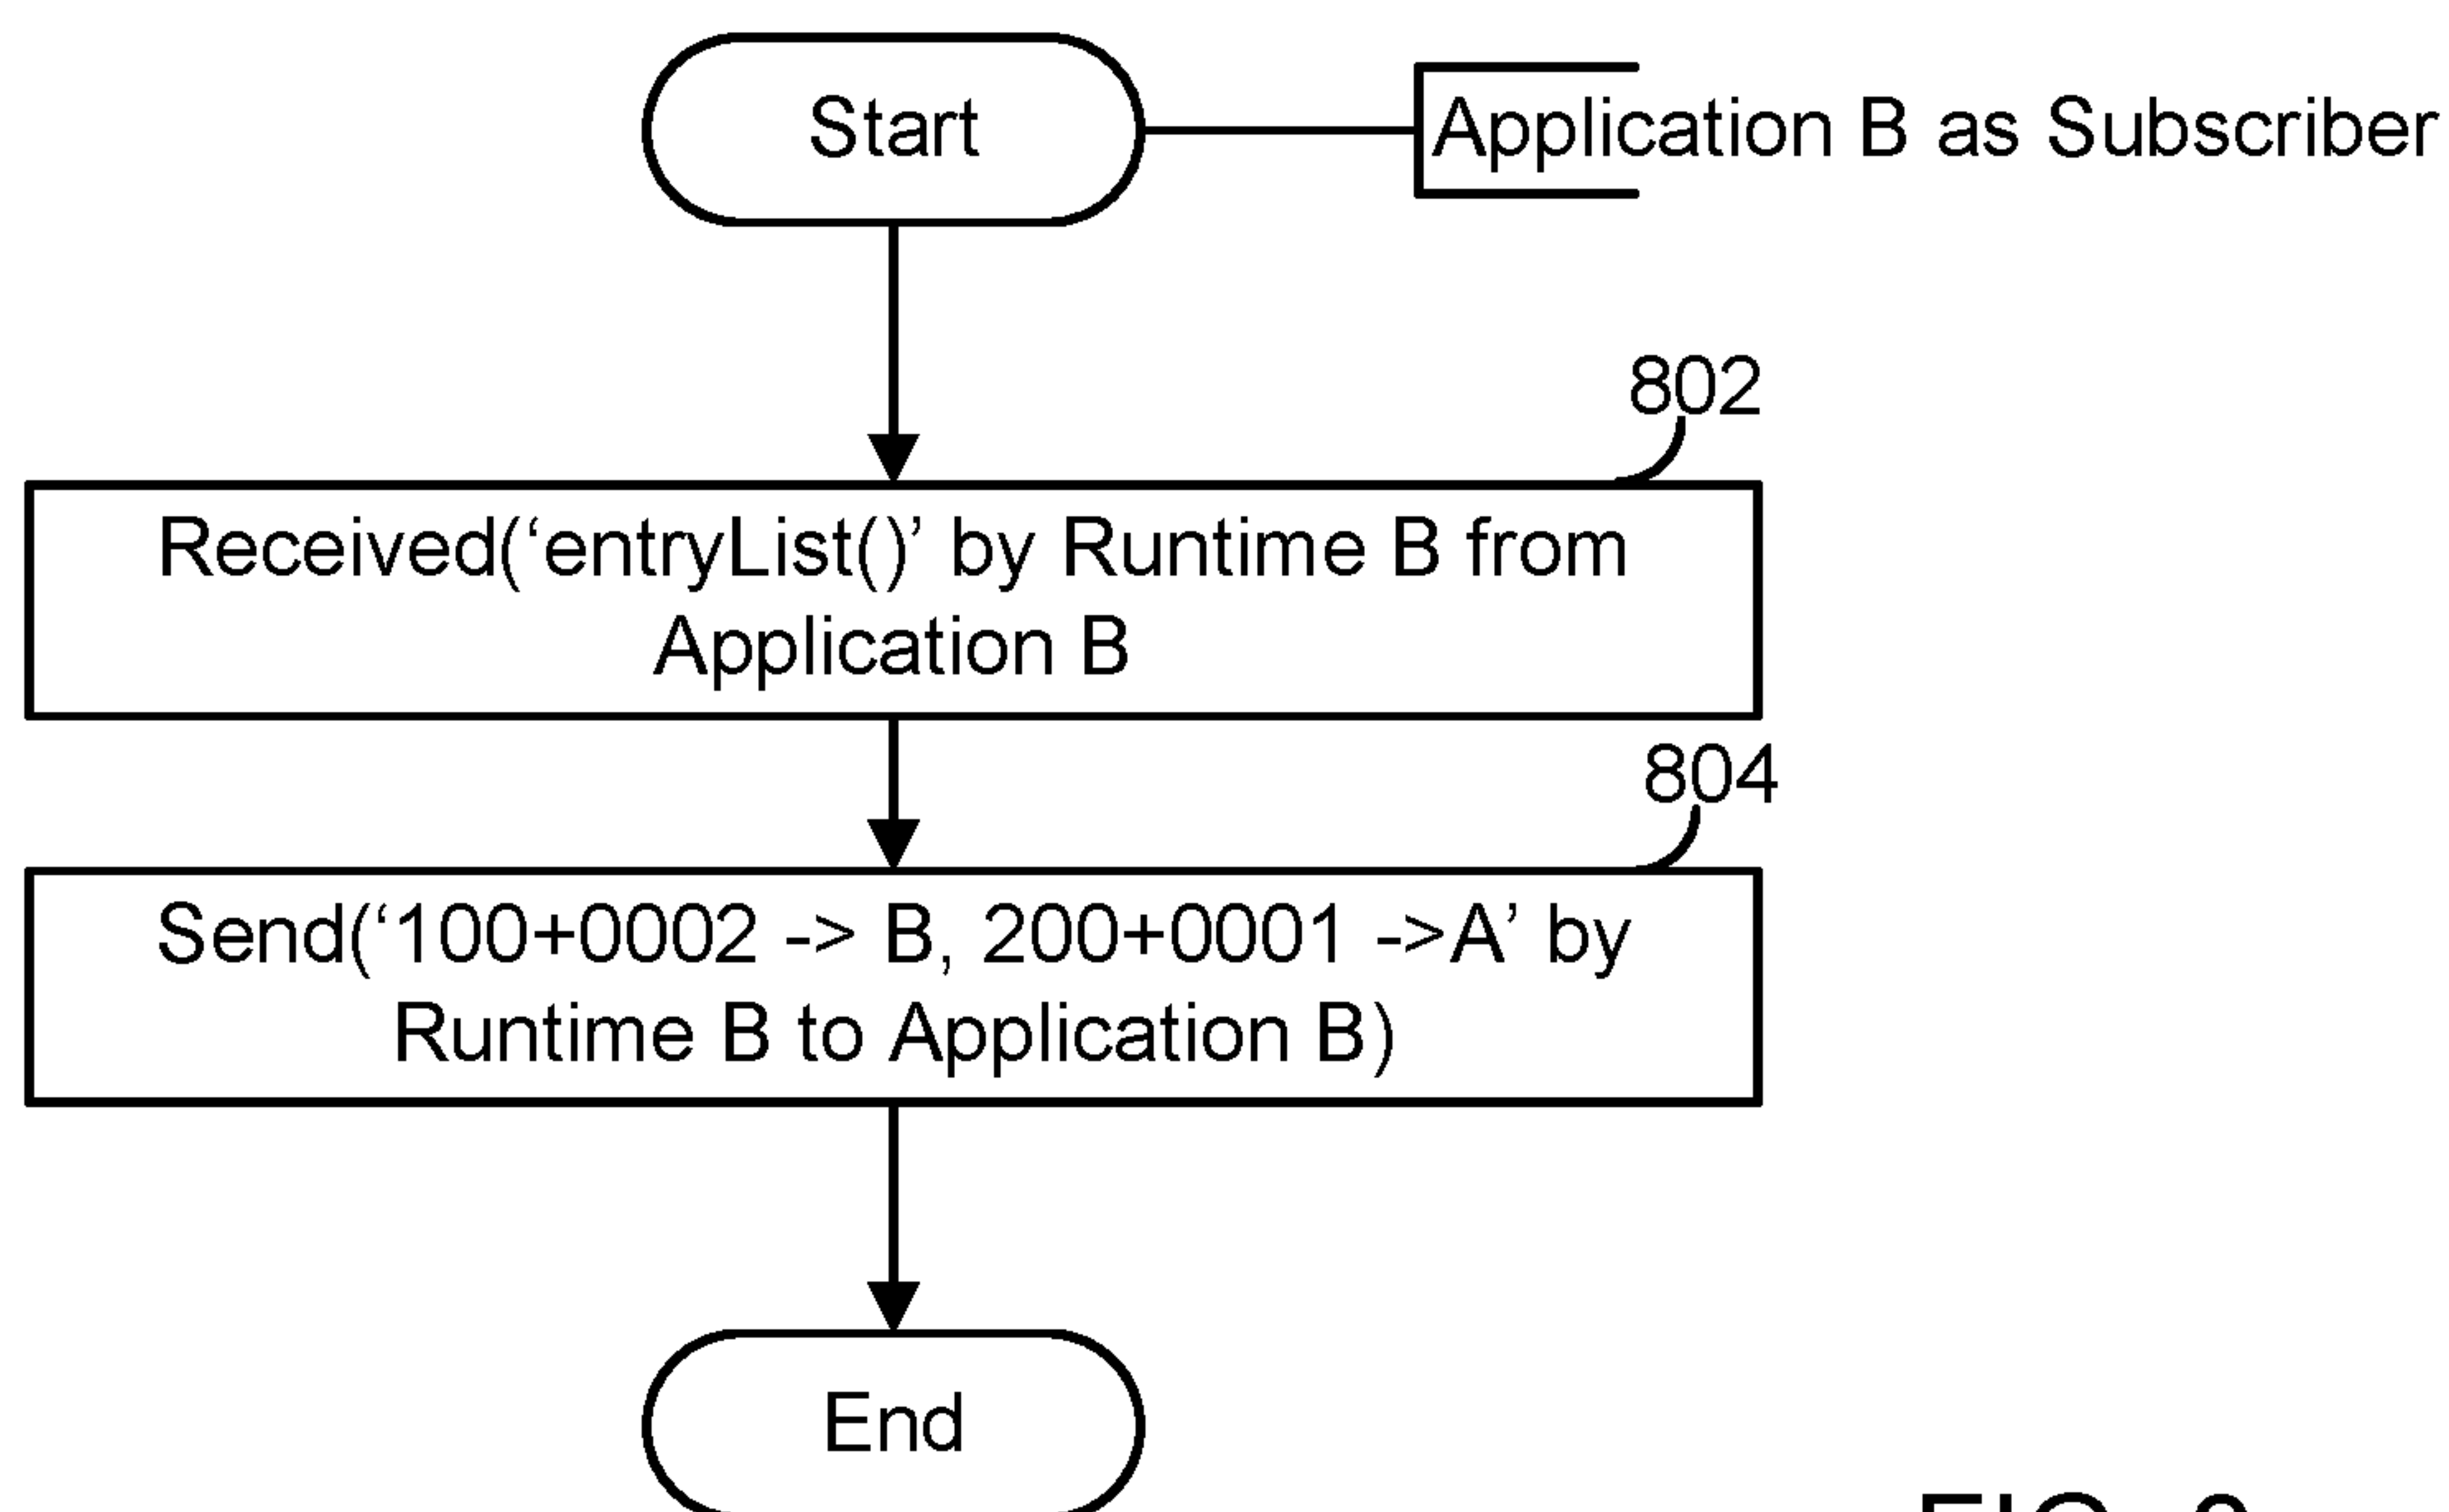 Start
Application B as Subscriber
802
Received(‘entryList()’ by Runtime B from
Application B
804
Send(‘100+0002 -> B, 200+0001 ->A’ by
Runtime B to Application B)
End